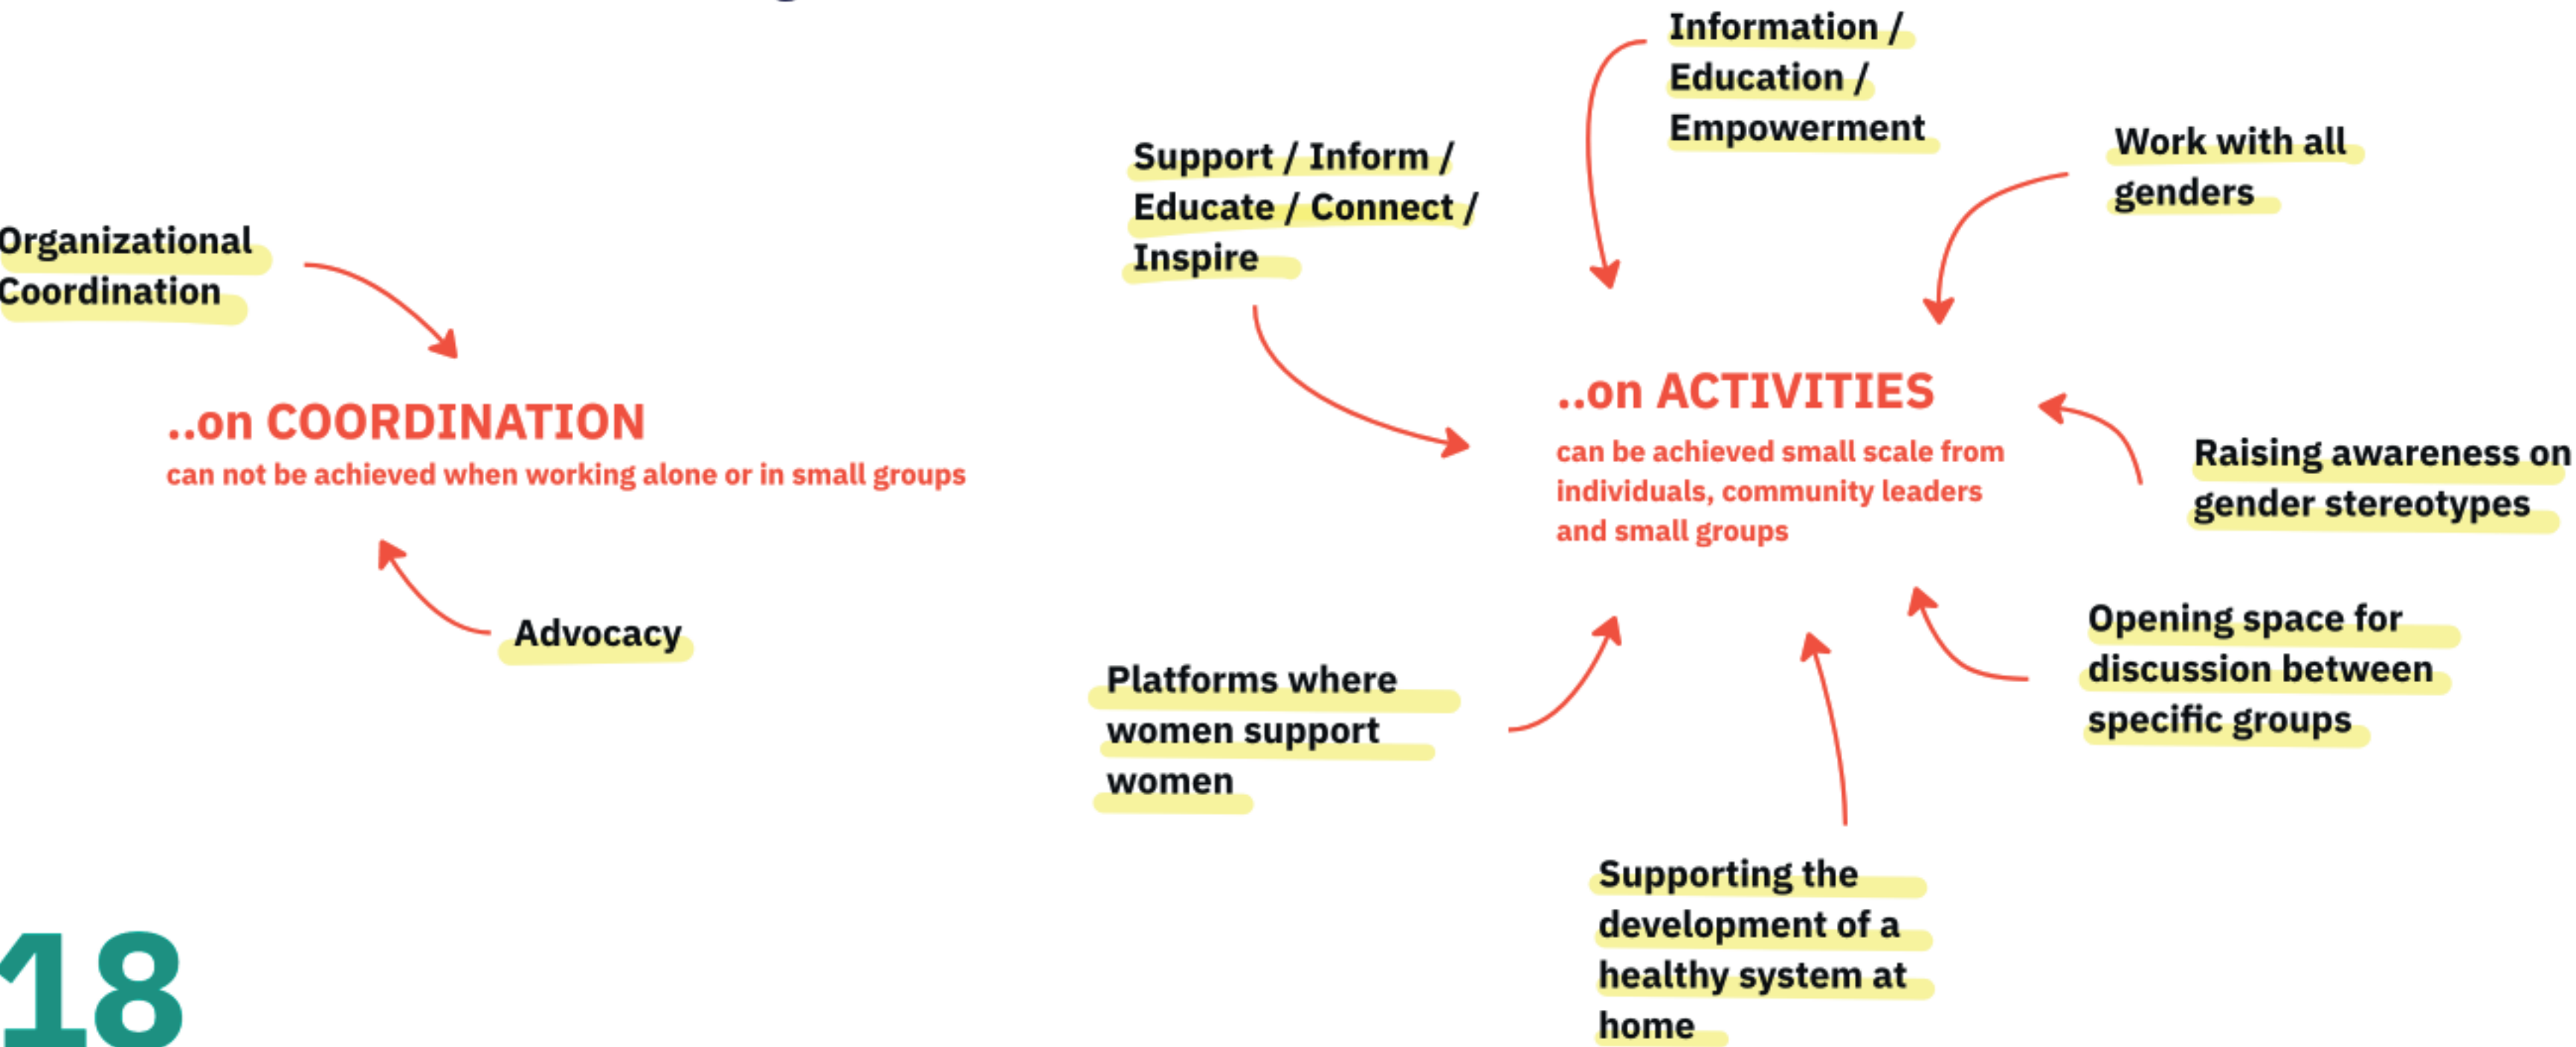 Organizational
Coordination
..on COORDINATION
can not be achieved when working alone or in small groups
Advocacy
Information /
Education /
Empowerment
Support / Inform /
Educate / Connect /
Inspire
Work with all
genders
..on ACTIVITIES
can be achieved small scale from
individuals, community leaders
and small groups
Raising awareness on
gender stereotypes
Opening space for
discussion between
specific groups
Platforms where
women support
women
Supporting the
development of a
healthy system at
home
18